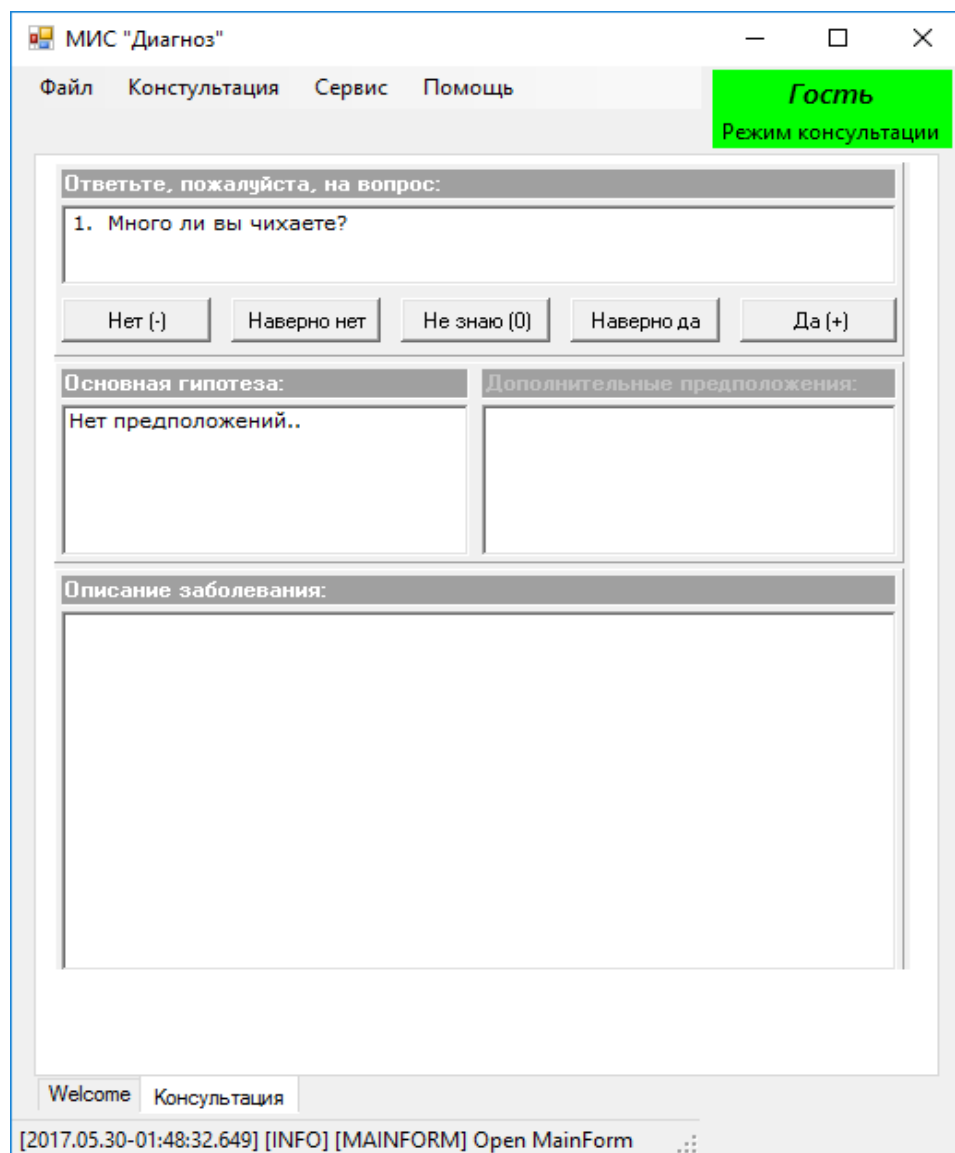 МИС "Диагноз"
Файл Констультация Сервис Помощь
Гость
Режим консультации
Ответьте, пожалуйста, на вопрос:
1. Много ли вы чихаете?
Нет (-) Наверно нет Не знаю (0) Наверно да Да (+)
Основная гипотеза: Дополнительные предположения:
Нет предположений..
Описание заболевания:
Welcome Консультация
[2017.05.30-01:48:32.649] [INFO] [MAINFORM] Open MainForm